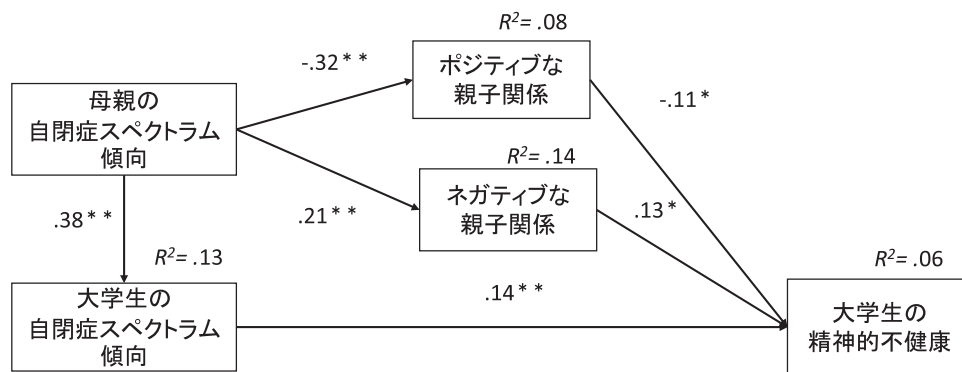 R²= .08
-.32**
ポジティブな
親子関係
-.11*
母親の
自閉症スペクトラム
傾向
R²= .14
ネガティブな
親子関係
.21**
.13*
.38**
R²= .13
R²= .06
大学生の
自閉症スペクトラム
傾向
.14**
大学生の
精神的不健康